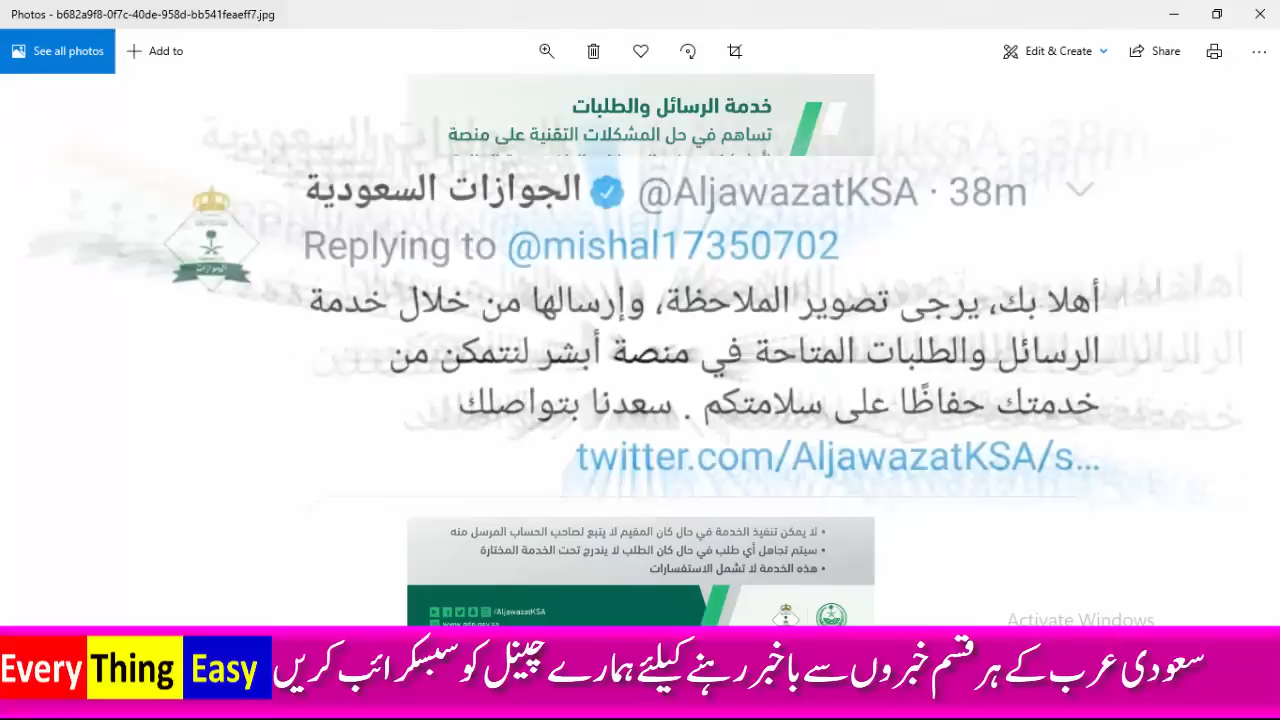 Photos - b682a9f8-0f7c-40de-958d-bb541feaeff7.jpg
See all photos
Add to
Edit & Create
Share
خدمة الرسائل والطلبات
تساهم في حل المشكلات التقنية على منصة
الجوازات السعودية @AljawazatKSA · 38m
Replying to @mishal17350702
أهلا بك، يرجى تصوير الملاحظة، وإرسالها من خلال خدمة
الرسائل والطلبات المتاحة في منصة أبشر لنتمكن من
خدمتك حفاظًا على سلامتكم . سعدنا بتواصلك
twitter.com/AljawazatKSA/s...
• لا يمكن تنفيذ الخدمة في حال كان المقيم لا يتبع لصاحب الحساب المرسل منه
• سيتم تجاهل أي طلب في حال كان الطلب لا يندرج تحت الخدمة المختارة
• هذه الخدمة لا تشمل الاستفسارات
/AljawazatKSA
Activate Windows
Every Thing Easy
سعودی عرب کے ہر قسم خبروں سے باخبر رہنے کیلئے ہمارے چینل کو سبسکرائب کریں